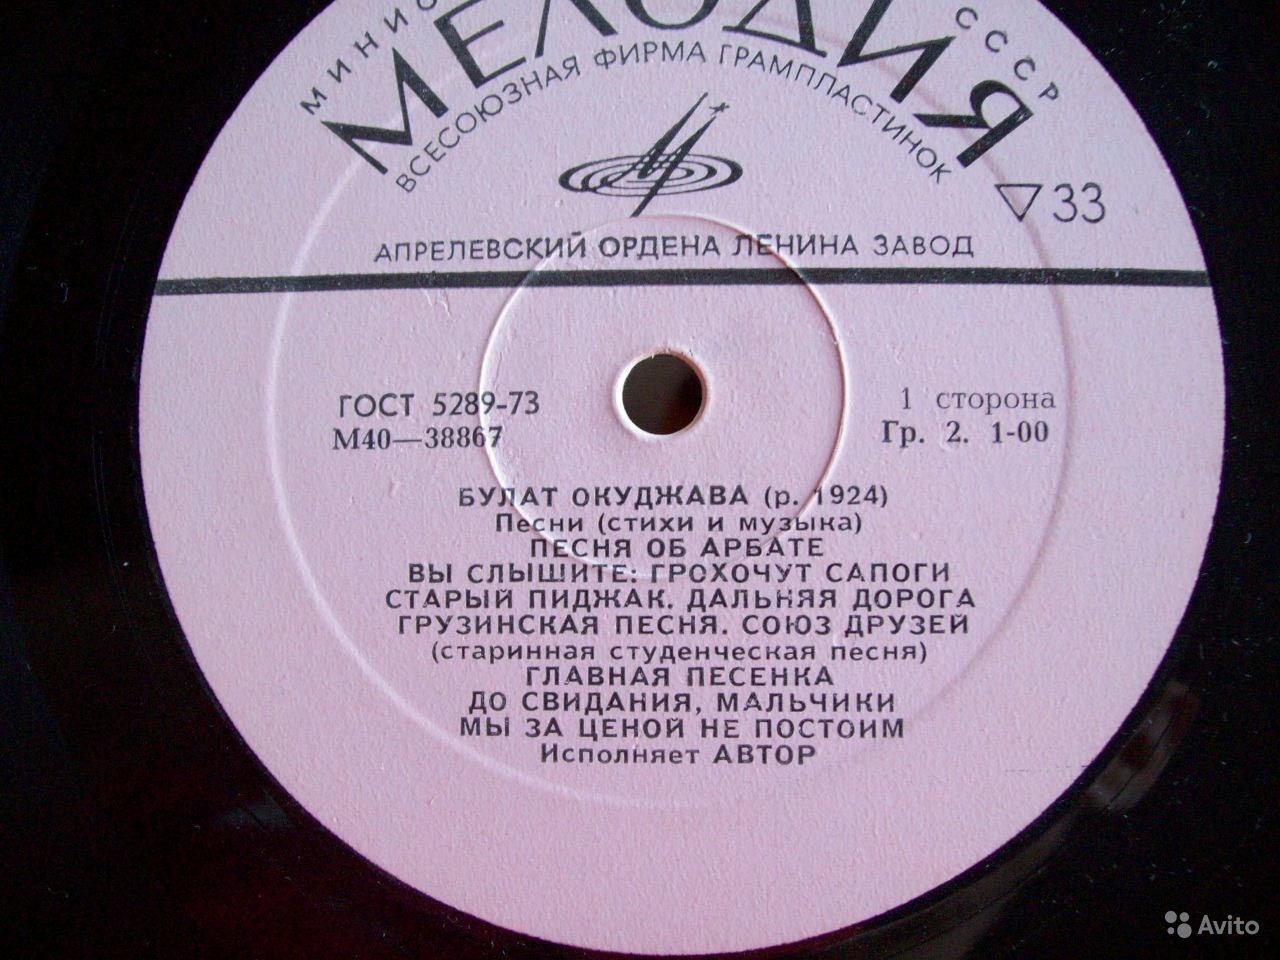 МЕЛОДИЯ
СССР
ВСЕСОЮЗНАЯ ФИРМА ГРАМПЛАСТИНОК
33
АПРЕЛЕВСКИЙ ОРДЕНА ЛЕНИНА ЗАВОД
ГОСТ 5289-73
М40—38867
1 сторона
Гр. 2. 1-00
БУЛАТ ОКУДЖАВА (р. 1924)
Песни (стихи и музыка)
ПЕСНЯ ОБ АРБАТЕ
ВЫ СЛЫШИТЕ: ГРОХОЧУТ САПОГИ
СТАРЫЙ ПИДЖАК. ДАЛЬНЯЯ ДОРОГА
ГРУЗИНСКАЯ ПЕСНЯ. СОЮЗ ДРУЗЕЙ
(старинная студенческая песня)
ГЛАВНАЯ ПЕСЕНКА
ДО СВИДАНИЯ, МАЛЬЧИКИ
МЫ ЗА ЦЕНОЙ НЕ ПОСТОИМ
Исполняет АВТОР
Avito